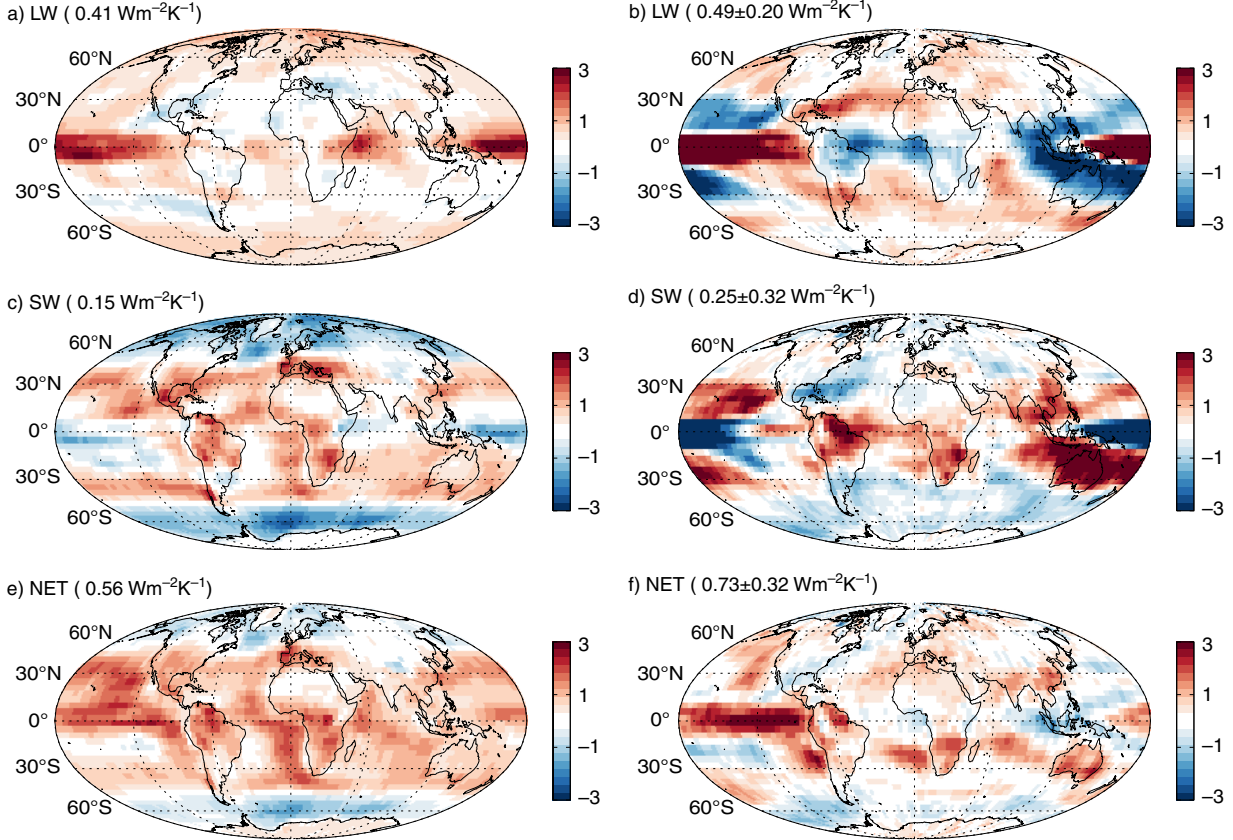 a) LW ( 0.41 Wm⁻²K⁻¹)
60°N
30°N
0°
30°S
60°S
3
1
−1
−3
b) LW ( 0.49±0.20 Wm⁻²K⁻¹)
60°N
30°N
0°
30°S
60°S
3
1
−1
−3
c) SW ( 0.15 Wm⁻²K⁻¹)
60°N
30°N
0°
30°S
60°S
3
1
−1
−3
d) SW ( 0.25±0.32 Wm⁻²K⁻¹)
60°N
30°N
0°
30°S
60°S
3
1
−1
−3
e) NET ( 0.56 Wm⁻²K⁻¹)
60°N
30°N
0°
30°S
60°S
3
1
−1
−3
f) NET ( 0.73±0.32 Wm⁻²K⁻¹)
60°N
30°N
0°
30°S
60°S
3
1
−1
−3